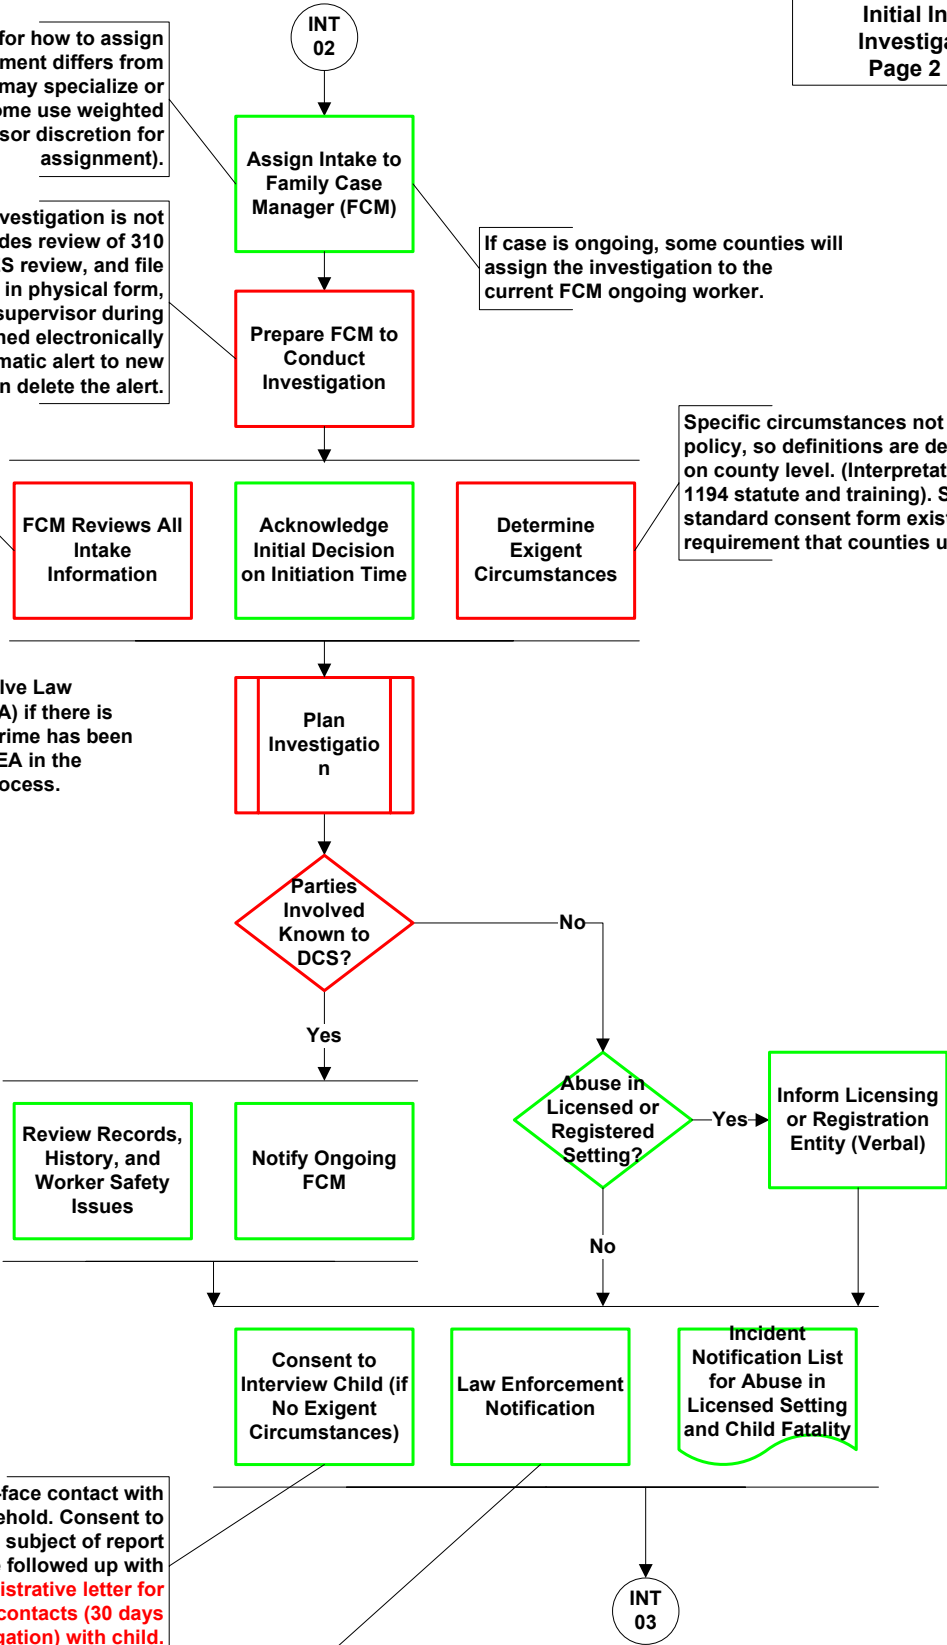 INT
02
Initial In
Investiga
Page 2
for how to assign
ment differs from
may specialize or
ome use weighted
sor discretion for
assignment).
Assign Intake to
Family Case
Manager (FCM)
If case is ongoing, some counties will
assign the investigation to the
current FCM ongoing worker.
vestigation is not
des review of 310
S review, and file
in physical form,
supervisor during
ned electronically
matic alert to new
n delete the alert.
Prepare FCM to
Conduct
Investigation
Specific circumstances not
policy, so definitions are de
on county level. (Interpretat
1194 statute and training). S
standard consent form exis
requirement that counties u
FCM Reviews All
Intake
Information
Acknowledge
Initial Decision
on Initiation Time
Determine
Exigent
Circumstances
lve Law
A) if there is
rime has been
EA in the
ocess.
Plan
Investigatio
n
Parties
Involved
Known to
DCS?
No
Yes
Abuse in
Licensed or
Registered
Setting?
Yes
Inform Licensing
or Registration
Entity (Verbal)
Review Records,
History, and
Worker Safety
Issues
Notify Ongoing
FCM
No
Consent to
Interview Child (if
No Exigent
Circumstances)
Law Enforcement
Notification
Incident
Notification List
for Abuse in
Licensed Setting
and Child Fatality
-face contact with
ehold. Consent to
subject of report
followed up with
istrative letter for
contacts (30 days
gation) with child.
INT
03